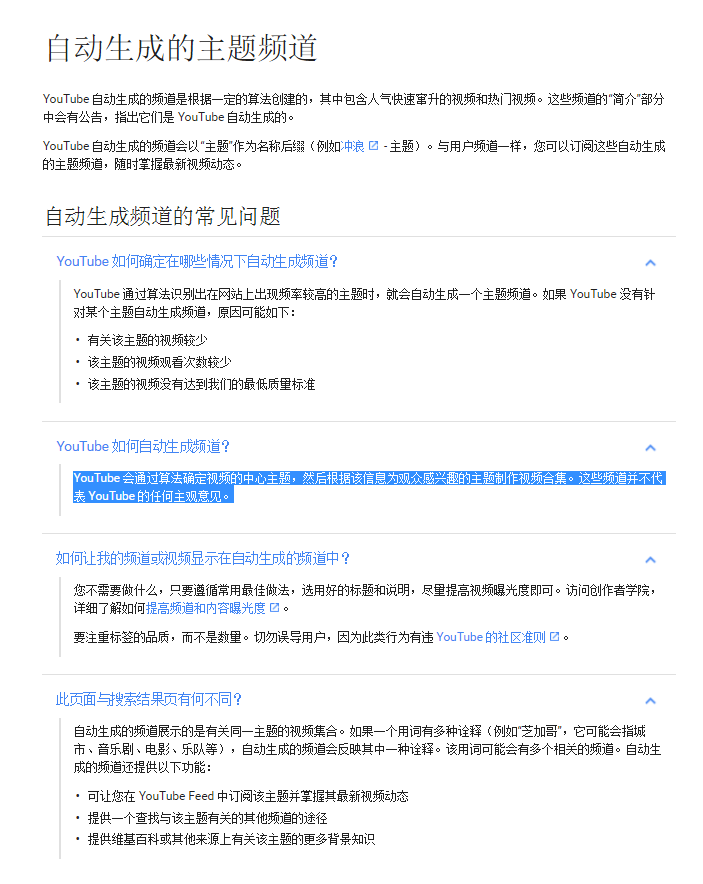 自动生成的主题频道
YouTube 自动生成的频道是根据一定的算法创建的，其中包含人气快速窜升的视频和热门视频。这些频道的“简介”部分
中会有公告，指出它们是 YouTube 自动生成的。
YouTube 自动生成的频道会以“主题”作为名称后缀（例如冲浪 - 主题）。与用户频道一样，您可以订阅这些自动生成
的主题频道，随时掌握最新视频动态。
自动生成频道的常见问题
YouTube 如何确定在哪些情况下自动生成频道？
YouTube 通过算法识别出在网站上出现频率较高的主题时，就会自动生成一个主题频道。如果 YouTube 没有针
对某个主题自动生成频道，原因可能如下：
• 有关该主题的视频较少
• 该主题的视频观看次数较少
• 该主题的视频没有达到我们的最低质量标准
YouTube 如何自动生成频道？
YouTube 会通过算法确定视频的中心主题，然后根据该信息为观众感兴趣的主题制作视频合集。这些频道并不代
表 YouTube 的任何主观意见。
如何让我的频道或视频显示在自动生成的频道中？
您不需要做什么，只要遵循常用最佳做法，选用好的标题和说明，尽量提高视频曝光度即可。访问创作者学院，
详细了解如何提高频道和内容曝光度 。
要注重标签的品质，而不是数量。切勿误导用户，因为此类行为有违 YouTube 的社区准则 。
此页面与搜索结果页有何不同？
自动生成的频道展示的是有关同一主题的视频集合。如果一个用词有多种诠释（例如“芝加哥”，它可能会指城
市、音乐剧、电影、乐队等），自动生成的频道会反映其中一种诠释。该用词可能会有多个相关的频道。自动生
成的频道还提供以下功能：
• 可让您在 YouTube Feed 中订阅该主题并掌握其最新视频动态
• 提供一个查找与该主题有关的其他频道的途径
• 提供维基百科或其他来源上有关该主题的更多背景知识